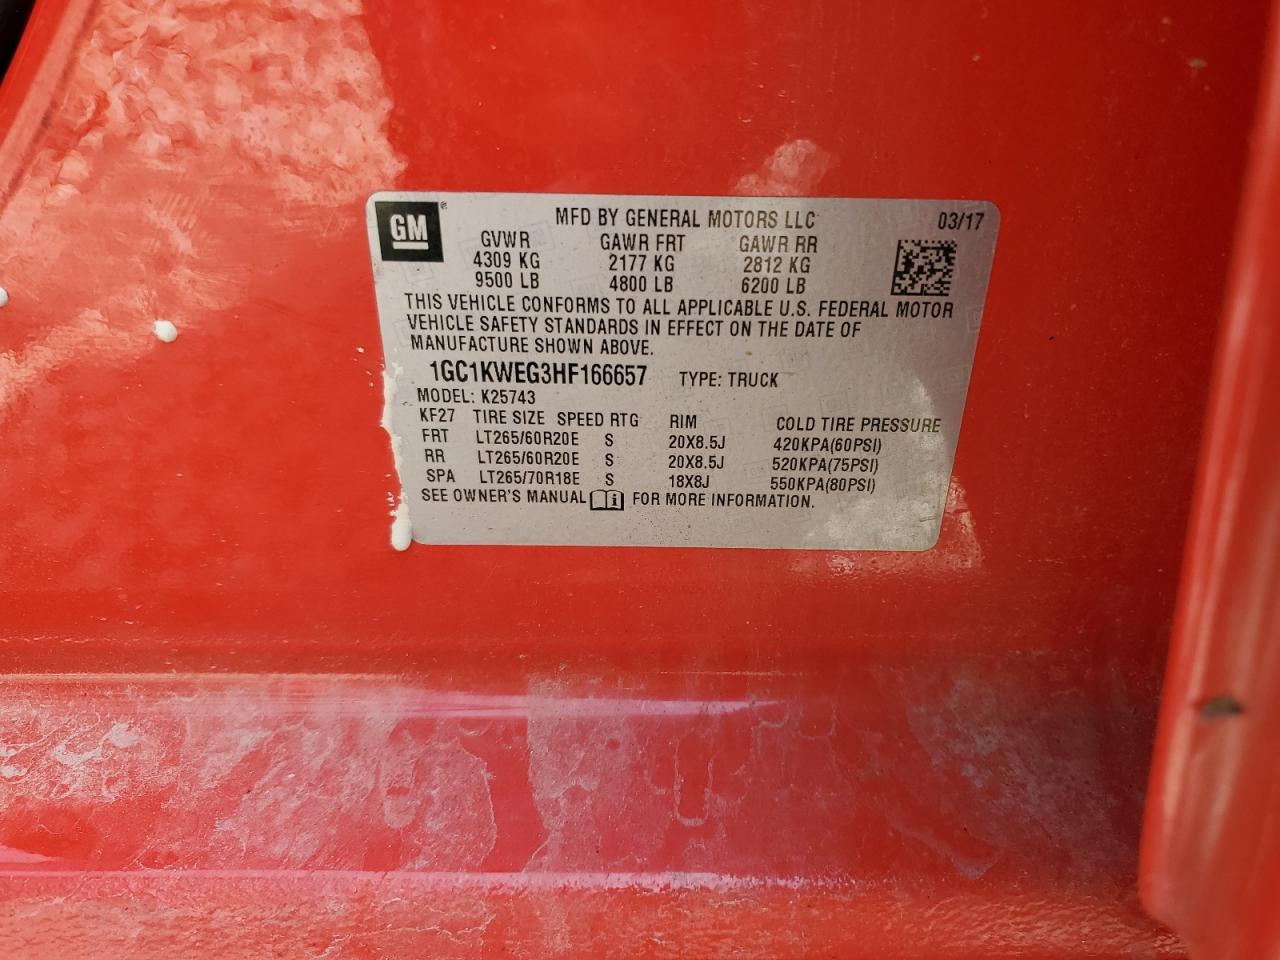 GM® MFD BY GENERAL MOTORS LLC 03/17
GVWR GAWR FRT GAWR RR
4309 KG 2177 KG 2812 KG
9500 LB 4800 LB 6200 LB
THIS VEHICLE CONFORMS TO ALL APPLICABLE U.S. FEDERAL MOTOR
VEHICLE SAFETY STANDARDS IN EFFECT ON THE DATE OF
MANUFACTURE SHOWN ABOVE.
1GC1KWEG3HF166657 TYPE: TRUCK
MODEL: K25743
KF27 TIRE SIZE SPEED RTG RIM COLD TIRE PRESSURE
FRT LT265/60R20E S 20X8.5J 420KPA(60PSI)
RR LT265/60R20E S 20X8.5J 520KPA(75PSI)
SPA LT265/70R18E S 18X8J 550KPA(80PSI)
SEE OWNER'S MANUAL FOR MORE INFORMATION.